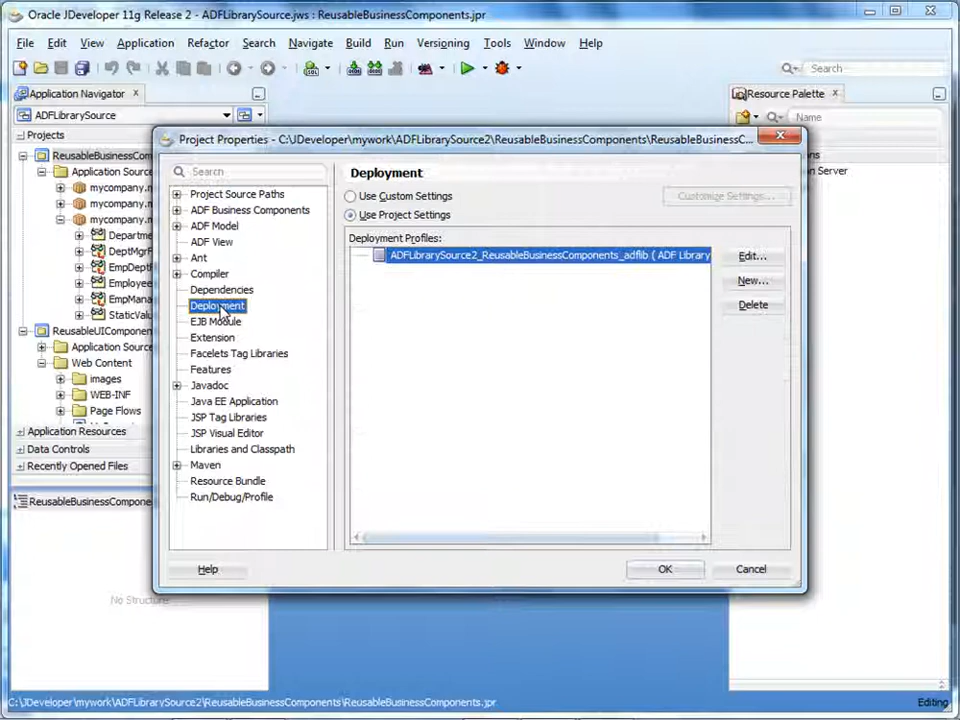 Oracle JDeveloper 11g Release 2 - ADFLibrarySource.jws : ReusableBusinessComponents.jpr
File Edit View Application Refactor Search Navigate Build Run Versioning Tools Window Help
Search
Application Navigator
Resource Palette
ADFLibrarySource
Name
Projects
ReusableBusinessCom
Application Source
mycompany.m
mycompany.m
mycompany.m
Departme
DeptMgrF
EmpDeptF
Employee
EmpMana
StaticValu
ReusableUIComponen
Application Source
Web Content
images
WEB-INF
Page Flows
Application Resources
Data Controls
Recently Opened Files
ReusableBusinessCompone
No Structure
ons
on Server
Project Properties - C:\JDeveloper\mywork\ADFLibrarySource2\ReusableBusinessComponents\ReusableBusinessC...
Search
Project Source Paths
ADF Business Components
ADF Model
ADF View
Ant
Compiler
Dependencies
Deployment
EJB Module
Extension
Facelets Tag Libraries
Features
Javadoc
Java EE Application
JSP Tag Libraries
JSP Visual Editor
Libraries and Classpath
Maven
Resource Bundle
Run/Debug/Profile
Deployment
Use Custom Settings
Customize Settings...
Use Project Settings
Deployment Profiles:
ADFLibrarySource2_ReusableBusinessComponents_adflib ( ADF Library
Edit...
New...
Delete
Help
OK
Cancel
C:\JDeveloper\mywork\ADFLibrarySource2\ReusableBusinessComponents\ReusableBusinessComponents.jpr
Editing